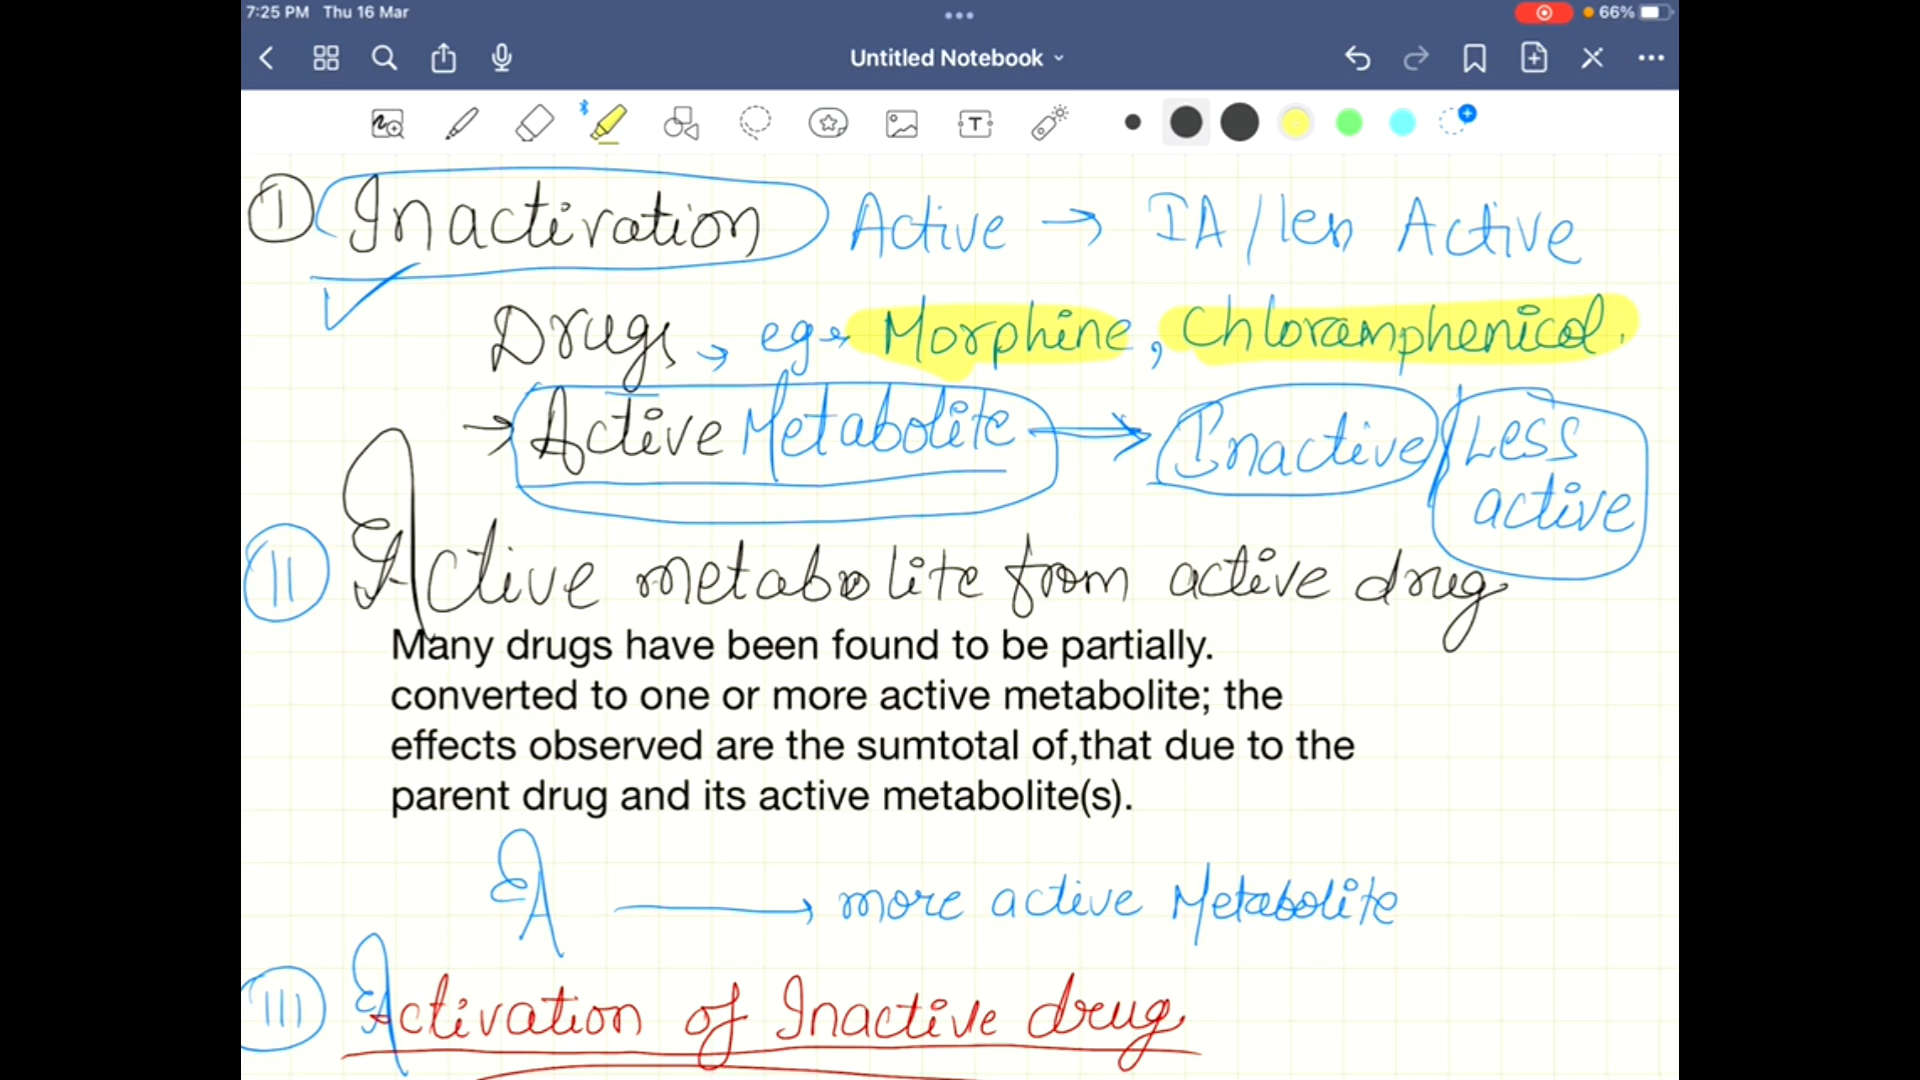 7:25 PM Thu 16 Mar
66%
Untitled Notebook
T
I Inactivation Active → IA/less Active
Drugs → eg → Morphine, Chloramphenicol.
→ Active Metabolite → Inactive / Less
active
II Active metabolite from active drug
Many drugs have been found to be partially.
converted to one or more active metabolite; the
effects observed are the sumtotal of,that due to the
parent drug and its active metabolite(s).
A → more active Metabolite
III Activation of Inactive drug